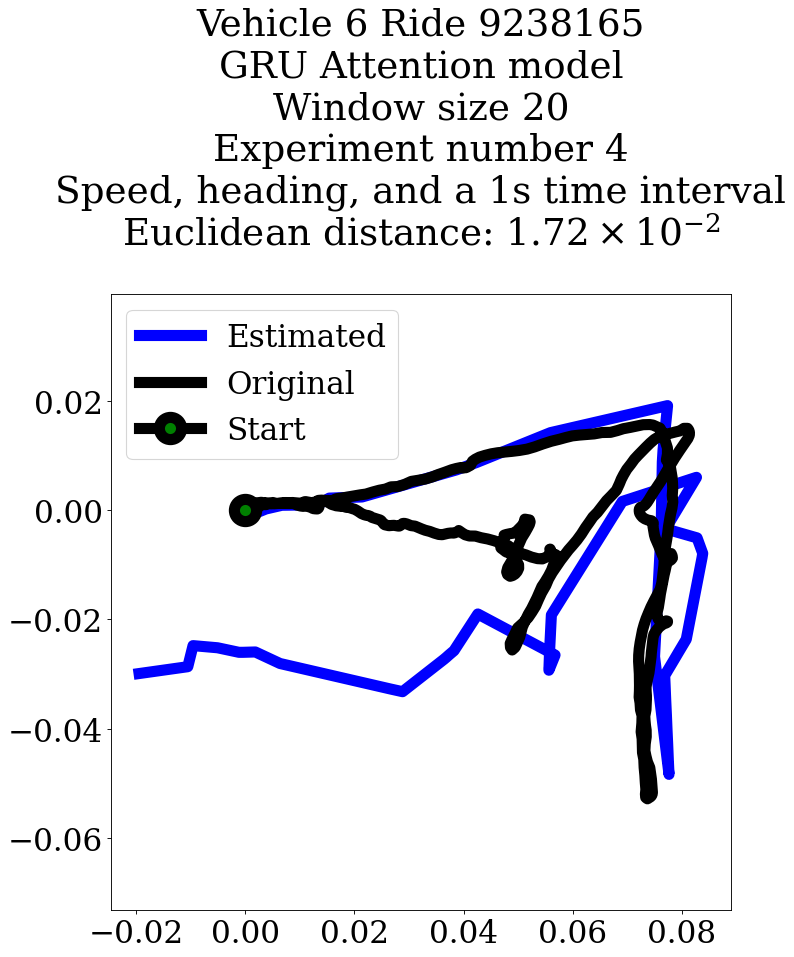 Vehicle 6 Ride 9238165
GRU Attention model
Window size 20
Experiment number 4
Speed, heading, and a 1s time interval
Euclidean distance: 1.72 × 10⁻²
Estimated
Original
Start
0.02
0.00
−0.02
−0.04
−0.06
−0.02 0.00 0.02 0.04 0.06 0.08